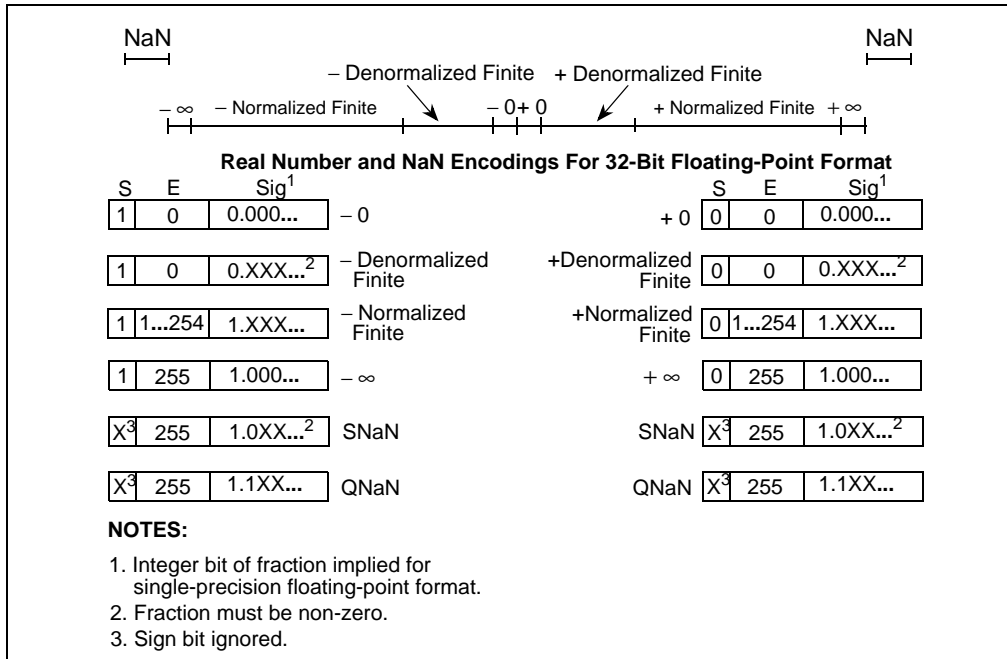 NaN NaN
− Denormalized Finite + Denormalized Finite
− ∞ − Normalized Finite − 0 + 0 + Normalized Finite + ∞
Real Number and NaN Encodings For 32-Bit Floating-Point Format
S E Sig1 S E Sig1
1 0 0.000... − 0 + 0 0 0 0.000...
1 0 0.XXX...2 − Denormalized Finite +Denormalized Finite 0 0 0.XXX...2
1 1...254 1.XXX... − Normalized Finite +Normalized Finite 0 1...254 1.XXX...
1 255 1.000... − ∞ + ∞ 0 255 1.000...
X3 255 1.0XX...2 SNaN SNaN X3 255 1.0XX...2
X3 255 1.1XX... QNaN QNaN X3 255 1.1XX...
NOTES:
1. Integer bit of fraction implied for
single-precision floating-point format.
2. Fraction must be non-zero.
3. Sign bit ignored.